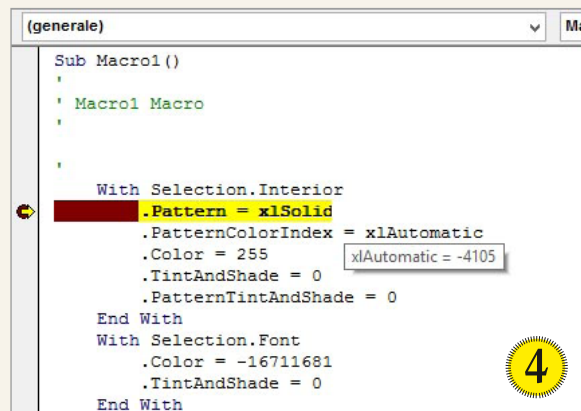 (generale)
Ma
Sub Macro1()
'
' Macro1 Macro
'
'
With Selection.Interior
.Pattern = xlSolid
.PatternColorIndex = xlAutomatic
.Color = 255
xlAutomatic = -4105
.TintAndShade = 0
.PatternTintAndShade = 0
End With
With Selection.Font
.Color = -16711681
.TintAndShade = 0
End With
4